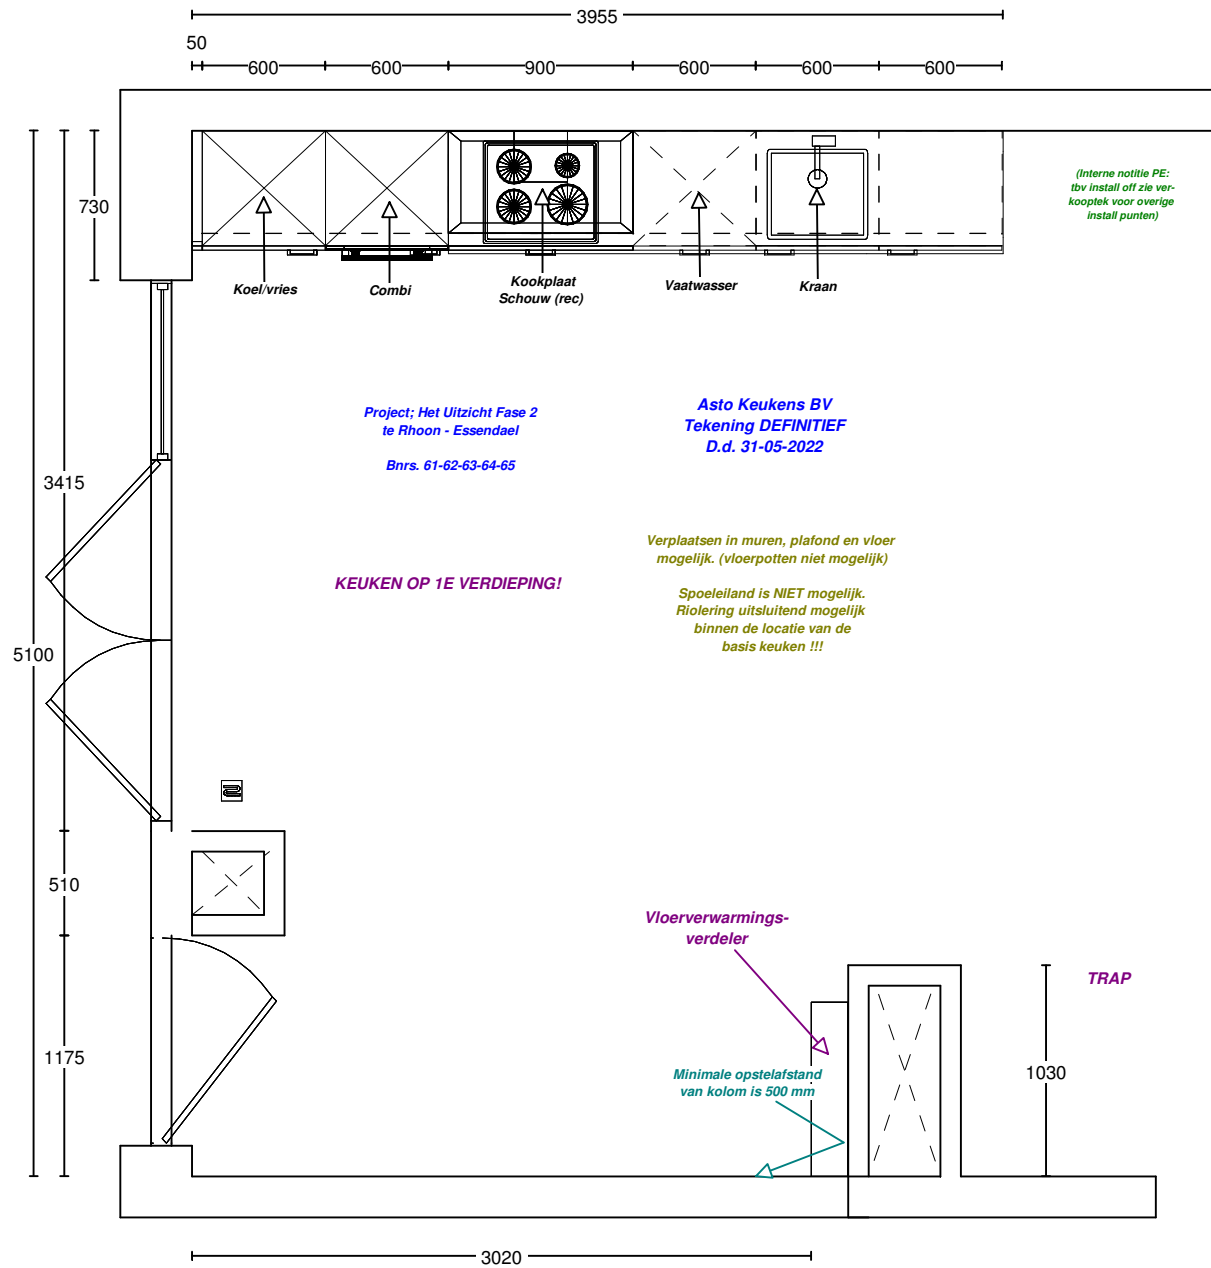 3955
50
600 600 900 600 600 600
730
(Interne notitie PE:
tbv install off zie ver-
kooptek voor overige
install punten)
Koel/vries
Combi
Kookplaat
Schouw (rec)
Vaatwasser
Kraan
Project; Het Uitzicht Fase 2
te Rhoon - Essendael
Bnrs. 61-62-63-64-65
Asto Keukens BV
Tekening DEFINITIEF
D.d. 31-05-2022
3415
Verplaatsen in muren, plafond en vloer
mogelijk. (vloerpotten niet mogelijk)
KEUKEN OP 1E VERDIEPING!
Spoeleiland is NIET mogelijk.
Riolering uitsluitend mogelijk
binnen de locatie van de
basis keuken !!!
5100
510
Vloerverwarmings-
verdeler
TRAP
1175
Minimale opstelafstand
van kolom is 500 mm
1030
3020